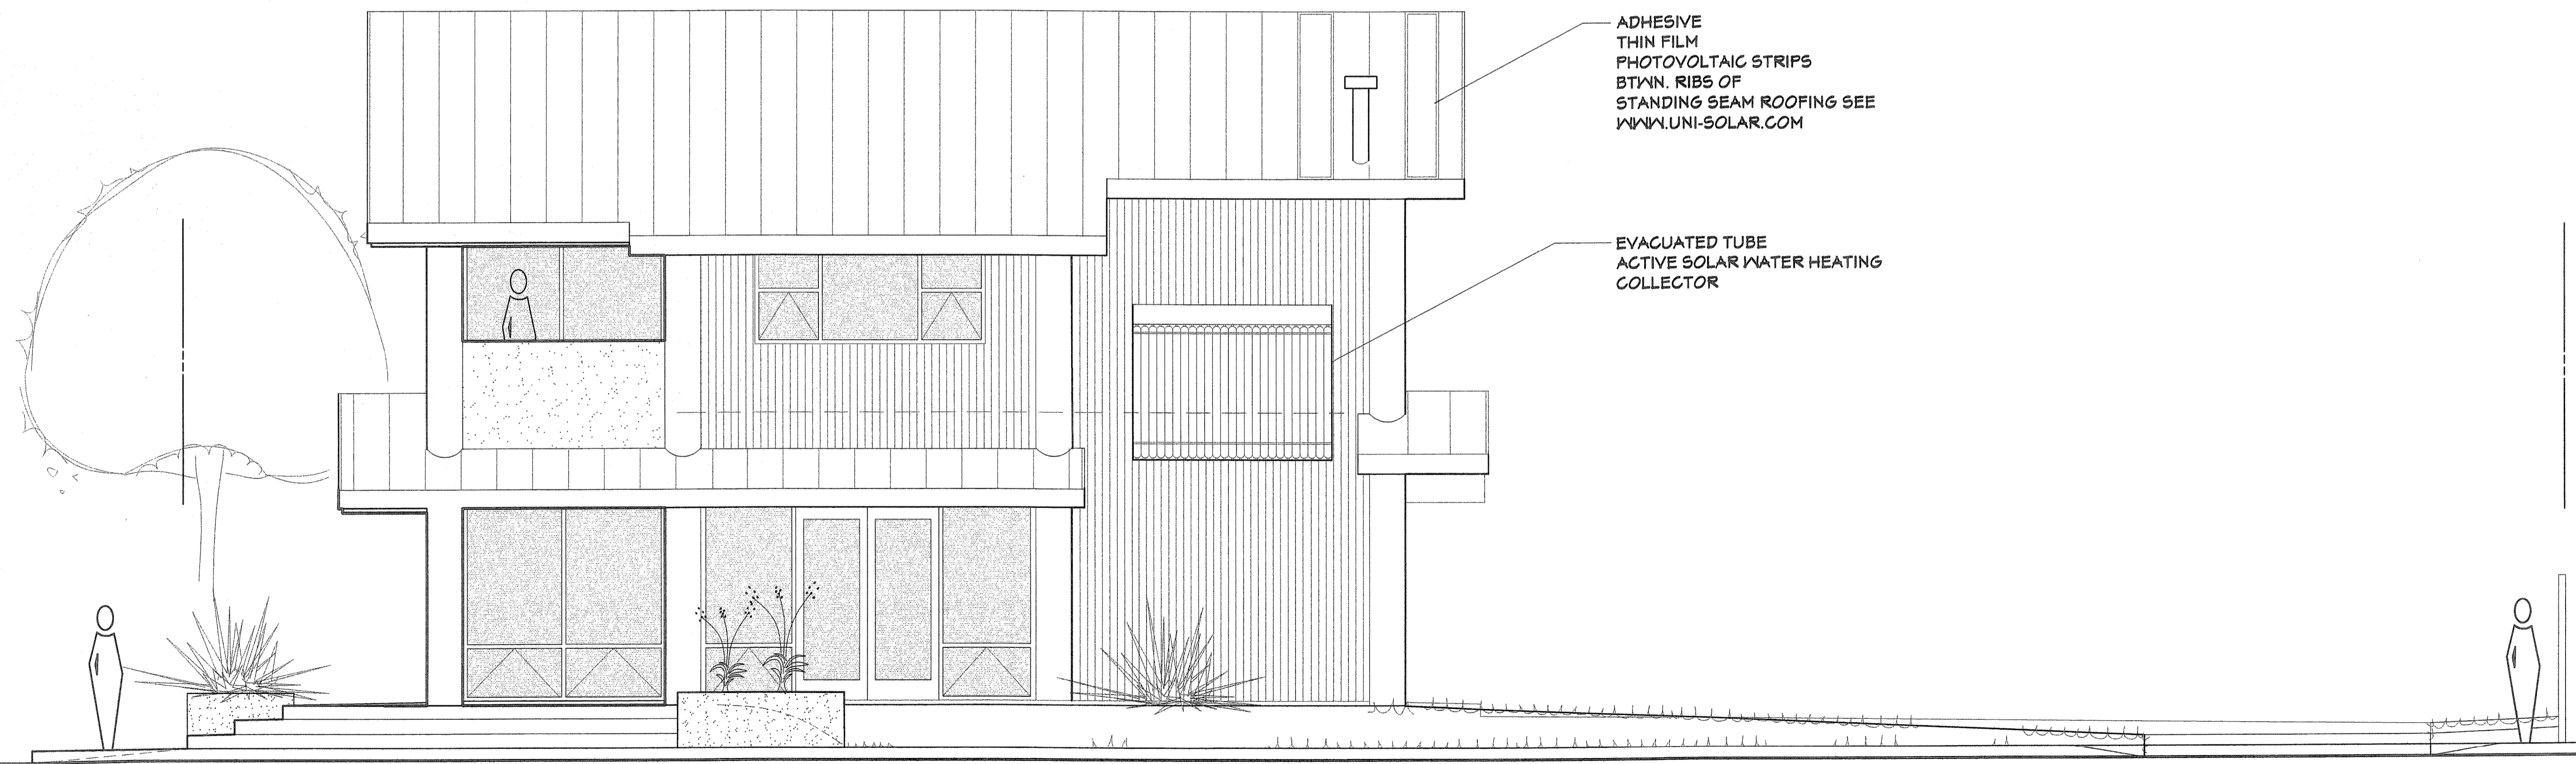 ADHESIVE
THIN FILM
PHOTOVOLTAIC STRIPS
BTWN. RIBS OF
STANDING SEAM ROOFING SEE
WWW.UNI-SOLAR.COM
EVACUATED TUBE
ACTIVE SOLAR WATER HEATING
COLLECTOR